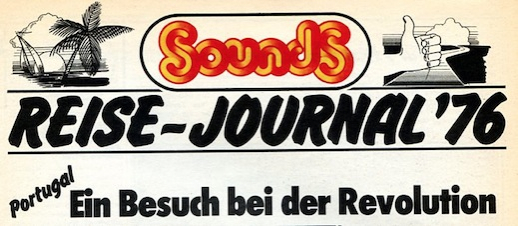 SoundS
REISE-JOURNAL '76
Portugal
Ein Besuch bei der Revolution